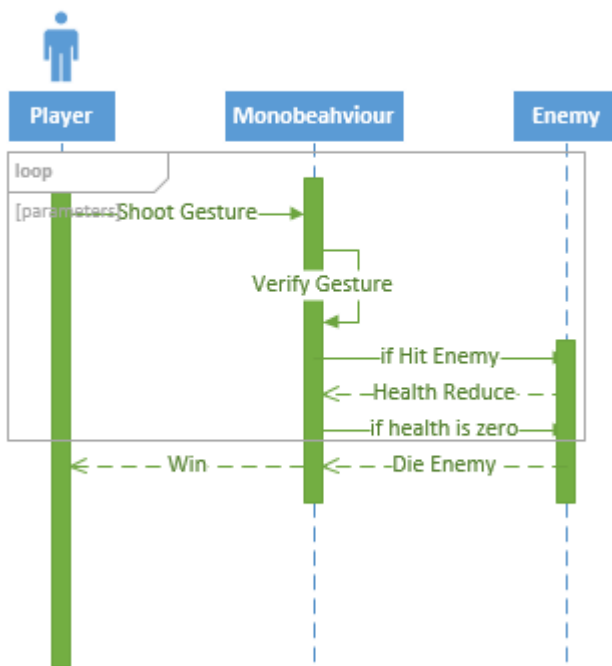 Player
Monobeahviour
Enemy
loop
[parameters]
Shoot Gesture
Verify Gesture
if Hit Enemy
Health Reduce
if health is zero
Win
Die Enemy